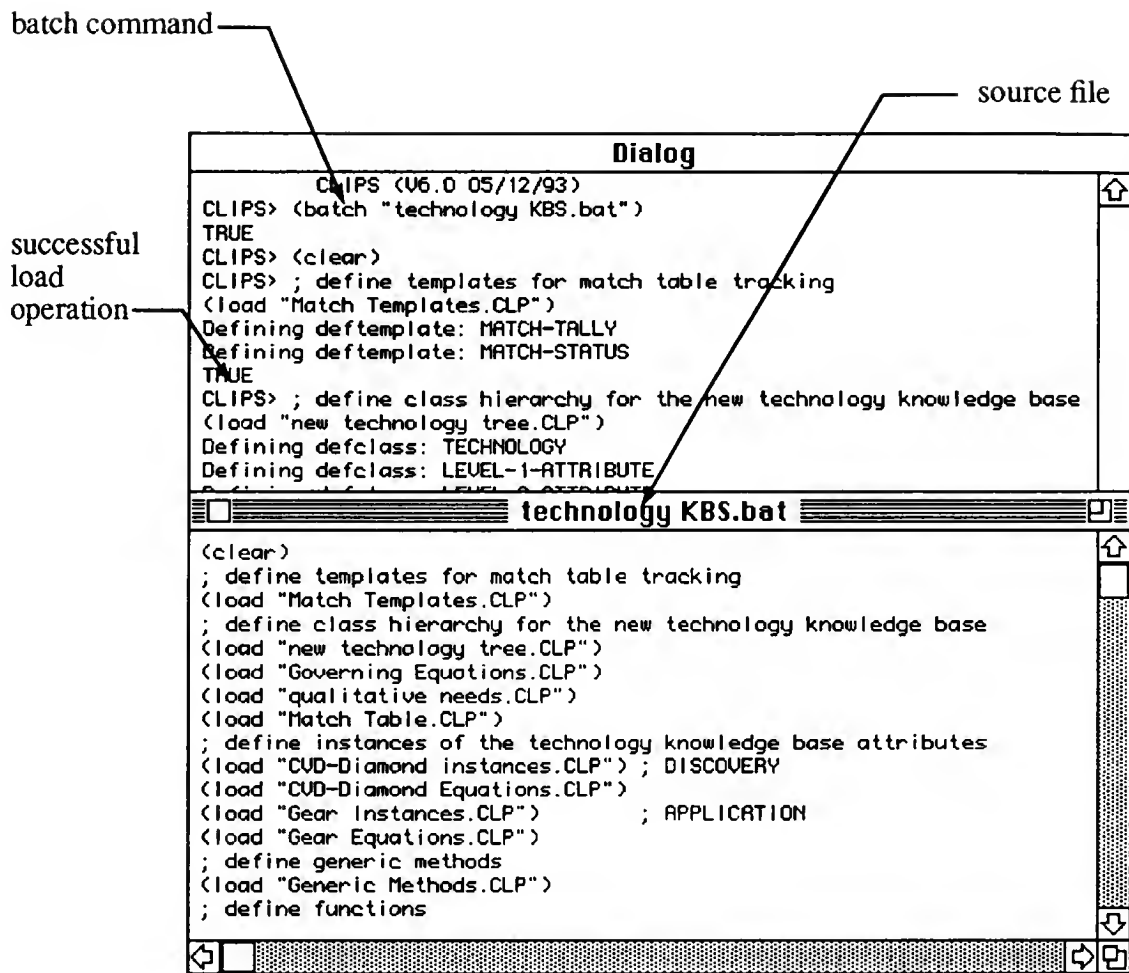 batch command
source file
Dialog
CLIPS (V6.0 05/12/93)
CLIPS> (batch "technology KBS.bat")
TRUE
successful
load
operation
CLIPS> (clear)
CLIPS> ; define templates for match table tracking
(load "Match Templates.CLP")
Defining deftemplate: MATCH-TALLY
Defining deftemplate: MATCH-STATUS
TRUE
CLIPS> ; define class hierarchy for the new technology knowledge base
(load "new technology tree.CLP")
Defining defclass: TECHNOLOGY
Defining defclass: LEVEL-1-ATTRIBUTE
technology KBS.bat
(clear)
; define templates for match table tracking
(load "Match Templates.CLP")
; define class hierarchy for the new technology knowledge base
(load "new technology tree.CLP")
(load "Governing Equations.CLP")
(load "qualitative needs.CLP")
(load "Match Table.CLP")
; define instances of the technology knowledge base attributes
(load "CVD-Diamond instances.CLP") ; DISCOVERY
(load "CVD-Diamond Equations.CLP")
(load "Gear Instances.CLP") ; APPLICATION
(load "Gear Equations.CLP")
; define generic methods
(load "Generic Methods.CLP")
; define functions